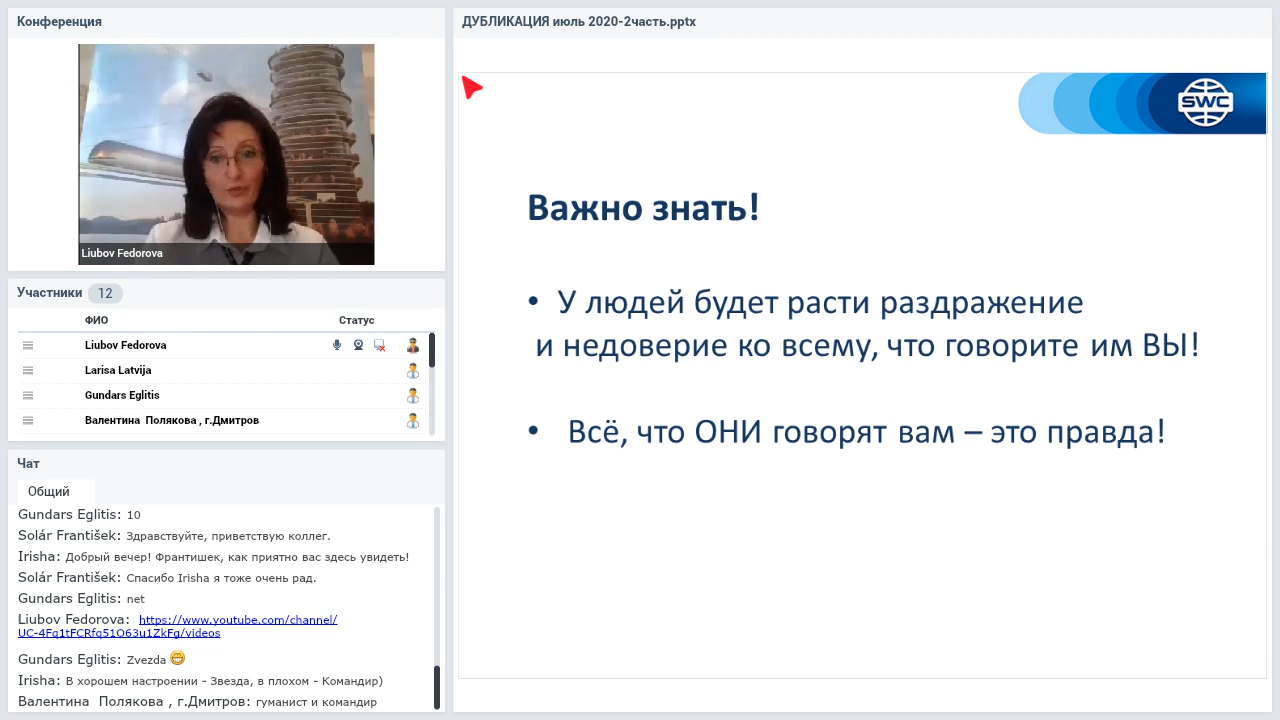 Конференция
Liubov Fedorova
Участники 12
ФИО Статус
Liubov Fedorova
Larisa Latvija
Gundars Eglitis
Валентина Полякова , г.Дмитров
Чат
Общий
Gundars Eglitis: 10
Solár František: Здравствуйте, приветствую коллег.
Irisha: Добрый вечер! Франтишек, как приятно вас здесь увидеть!
Solár František: Спасибо Irisha я тоже очень рад.
Gundars Eglitis: net
Liubov Fedorova: https://www.youtube.com/channel/
UC-4Fq1tFCRfq51O63u1ZkFg/videos
Gundars Eglitis: Zvezda 😁
Irisha: В хорошем настроении - Звезда, в плохом - Командир)
Валентина Полякова , г.Дмитров: гуманист и командир
ДУБЛИКАЦИЯ июль 2020-2часть.pptx
SWC
Важно знать!
• У людей будет расти раздражение
и недоверие ко всему, что говорите им ВЫ!
• Всё, что ОНИ говорят вам – это правда!